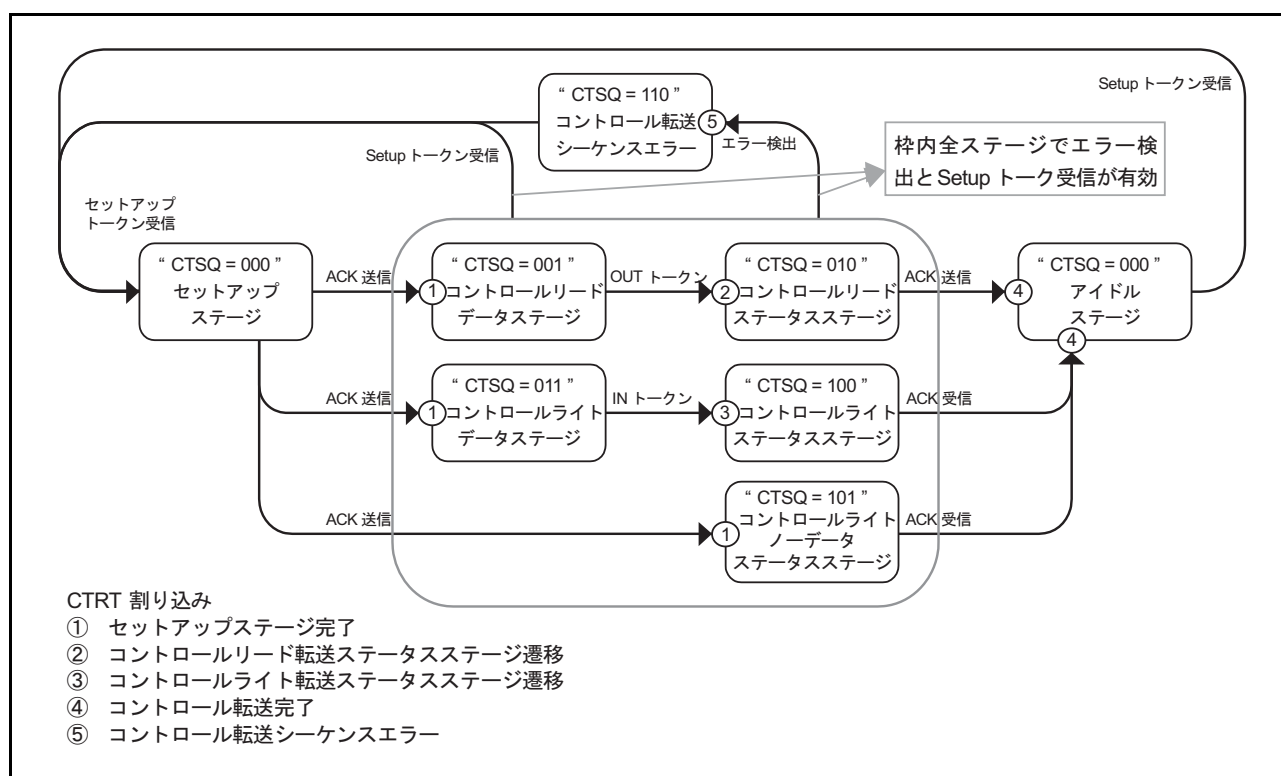 Setup トークン受信
“ CTSQ = 110 ”
コントロール転送
シーケンスエラー
⑤
エラー検出
Setup トークン受信
枠内全ステージでエラー検
出とSetup トーク受信が有効
セットアップ
トークン受信
“ CTSQ = 000 ”
セットアップ
ステージ
ACK 送信
①
“ CTSQ = 001 ”
コントロールリード
データステージ
OUT トークン
②
“ CTSQ = 010 ”
コントロールリード
ステータスステージ
ACK 送信
④
“ CTSQ = 000 ”
アイドル
ステージ
④
ACK 送信
①
“ CTSQ = 011 ”
コントロールライト
データステージ
IN トークン
③
“ CTSQ = 100 ”
コントロールライト
ステータスステージ
ACK 受信
ACK 送信
①
“ CTSQ = 101 ”
コントロールライト
ノーデータ
ステータスステージ
ACK 受信
CTRT 割り込み
① セットアップステージ完了
② コントロールリード転送ステータスステージ遷移
③ コントロールライト転送ステータスステージ遷移
④ コントロール転送完了
⑤ コントロール転送シーケンスエラー